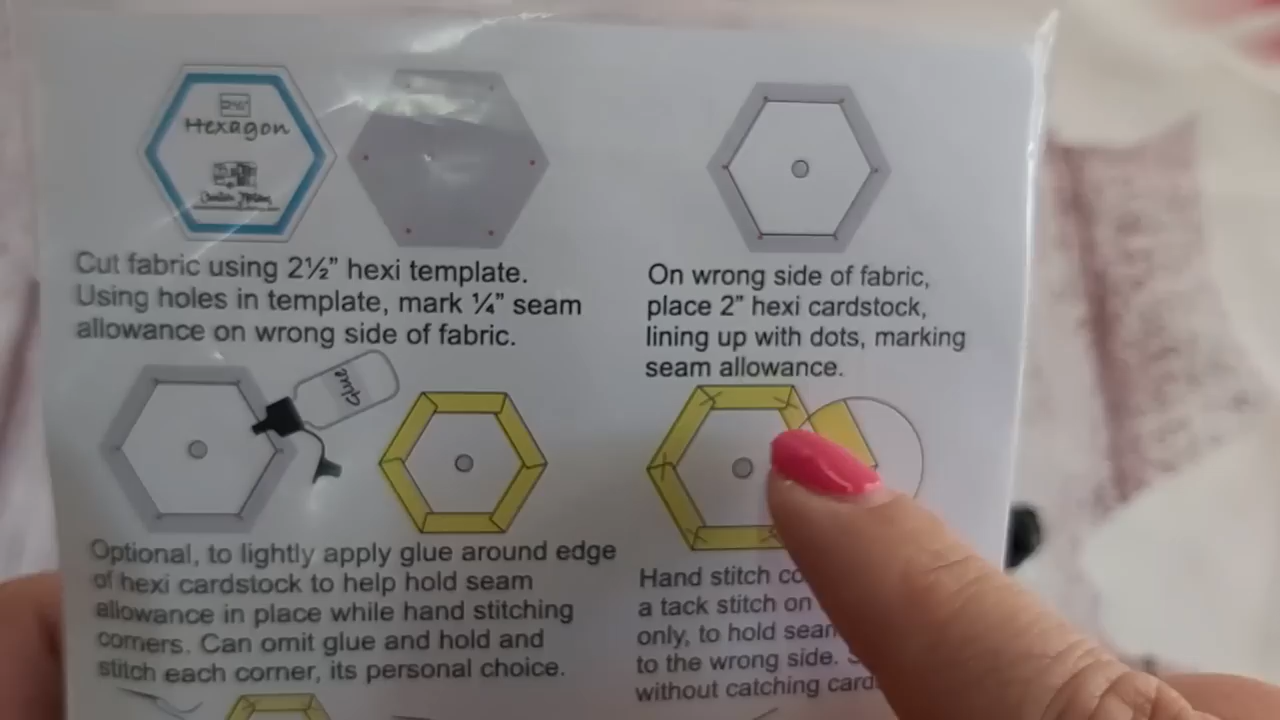 2½"
Hexagon
Cut fabric using 2½" hexi template.
Using holes in template, mark ¼" seam
allowance on wrong side of fabric.
On wrong side of fabric,
place 2" hexi cardstock,
lining up with dots, marking
seam allowance.
Glue
Optional, to lightly apply glue around edge
of hexi cardstock to help hold seam
allowance in place while hand stitching
corners. Can omit glue and hold and
stitch each corner, its personal choice.
Hand stitch
a tack stitch on
only, to hold
to the wrong side.
without catching